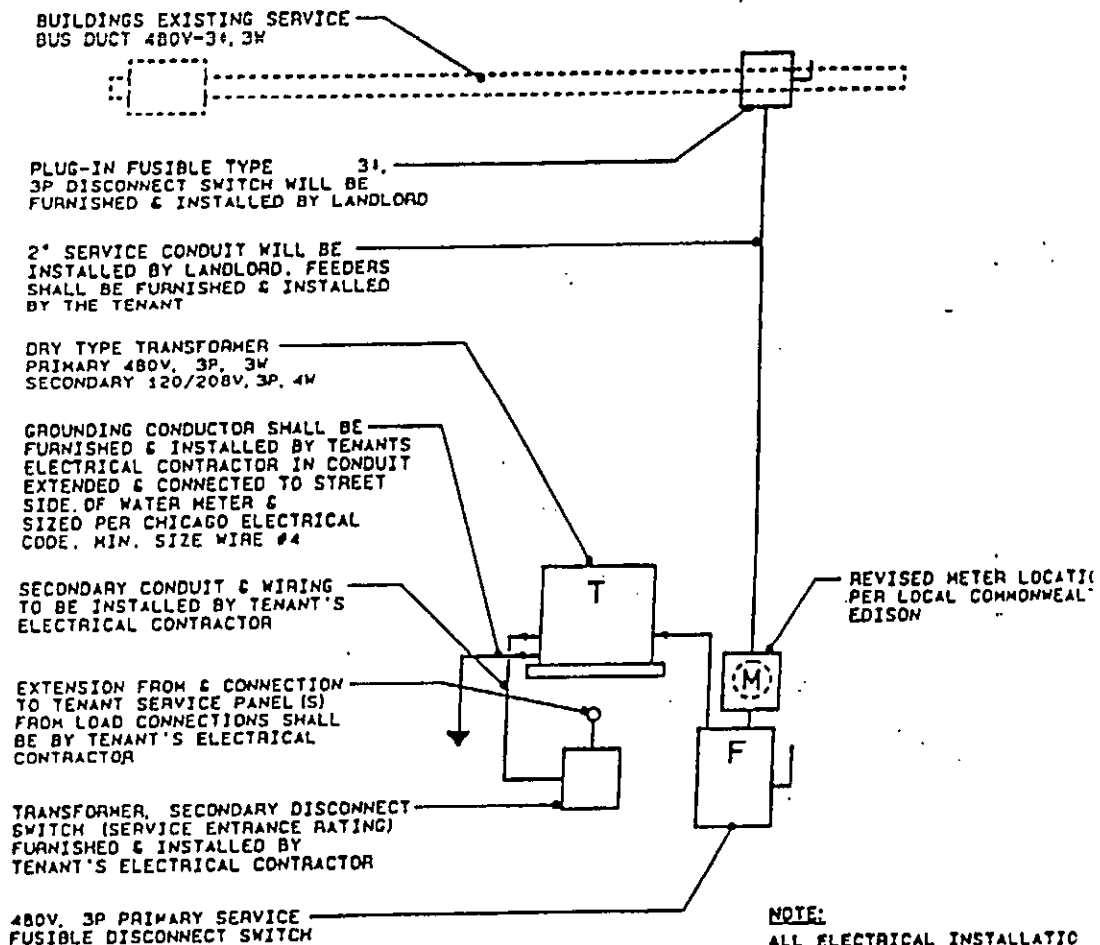 BUILDINGS EXISTING SERVICE
BUS DUCT 480V-3ϕ, 3W
PLUG-IN FUSIBLE TYPE 3ϕ,
3P DISCONNECT SWITCH WILL BE
FURNISHED & INSTALLED BY LANDLORD
2" SERVICE CONDUIT WILL BE
INSTALLED BY LANDLORD. FEEDERS
SHALL BE FURNISHED & INSTALLED
BY THE TENANT
DRY TYPE TRANSFORMER
PRIMARY 480V, 3P, 3W
SECONDARY 120/208V, 3P, 4W
GROUNDING CONDUCTOR SHALL BE
FURNISHED & INSTALLED BY TENANTS
ELECTRICAL CONTRACTOR IN CONDUIT
EXTENDED & CONNECTED TO STREET
SIDE. OF WATER METER &
SIZED PER CHICAGO ELECTRICAL
CODE. MIN. SIZE WIRE #4
T
SECONDARY CONDUIT & WIRING
TO BE INSTALLED BY TENANT'S
ELECTRICAL CONTRACTOR
REVISED METER LOCATIO
PER LOCAL COMMONWEAL
EDISON
M
EXTENSION FROM & CONNECTION
TO TENANT SERVICE PANEL(S)
FROM LOAD CONNECTIONS SHALL
BE BY TENANT'S ELECTRICAL
CONTRACTOR
F
TRANSFORMER, SECONDARY DISCONNECT
SWITCH (SERVICE ENTRANCE RATING)
FURNISHED & INSTALLED BY
TENANT'S ELECTRICAL CONTRACTOR
480V, 3P PRIMARY SERVICE
FUSIBLE DISCONNECT SWITCH
NOTE:
ALL ELECTRICAL INSTALLATIO